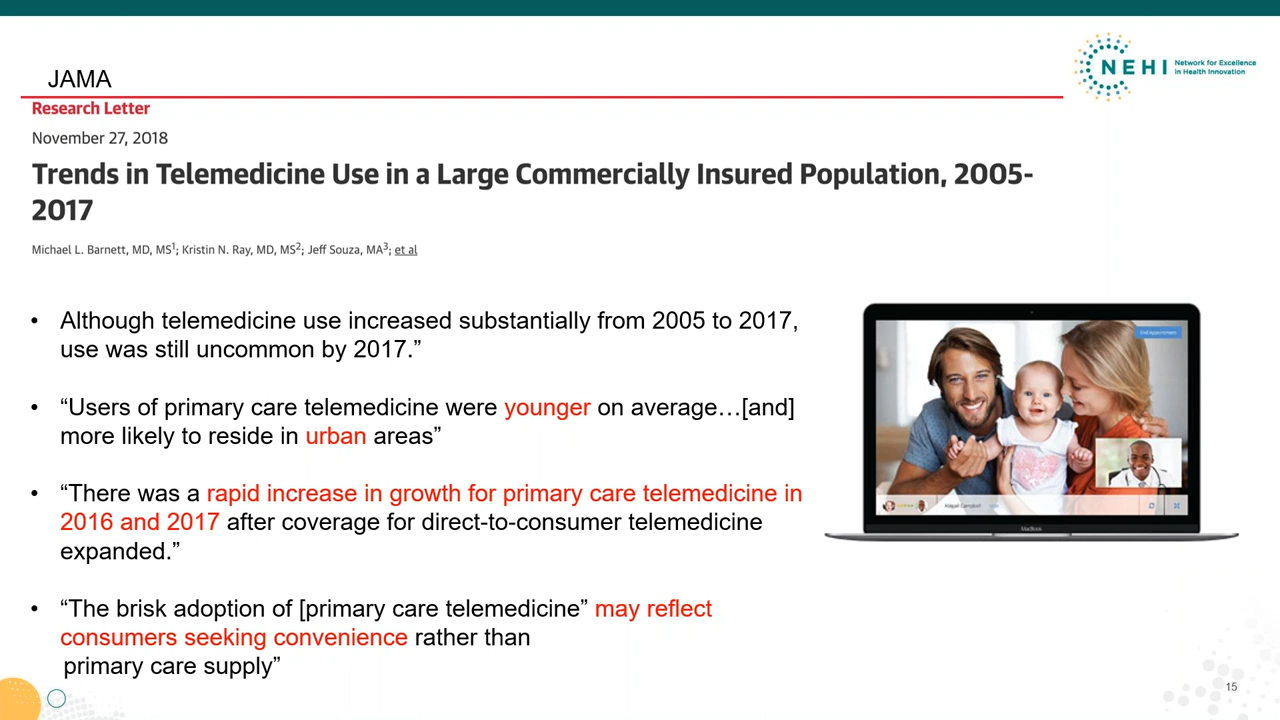 JAMA
NEHI
Network for Excellence
in Health Innovation
Research Letter
November 27, 2018
Trends in Telemedicine Use in a Large Commercially Insured Population, 2005-
2017
Michael L. Barnett, MD, MS1; Kristin N. Ray, MD, MS2; Jeff Souza, MA3; et al
• Although telemedicine use increased substantially from 2005 to 2017,
use was still uncommon by 2017.”
• “Users of primary care telemedicine were younger on average…[and]
more likely to reside in urban areas”
• “There was a rapid increase in growth for primary care telemedicine in
2016 and 2017 after coverage for direct-to-consumer telemedicine
expanded.”
• “The brisk adoption of [primary care telemedicine” may reflect
consumers seeking convenience rather than
primary care supply”
End Appointment
Abigail Campbell
MacBook
15